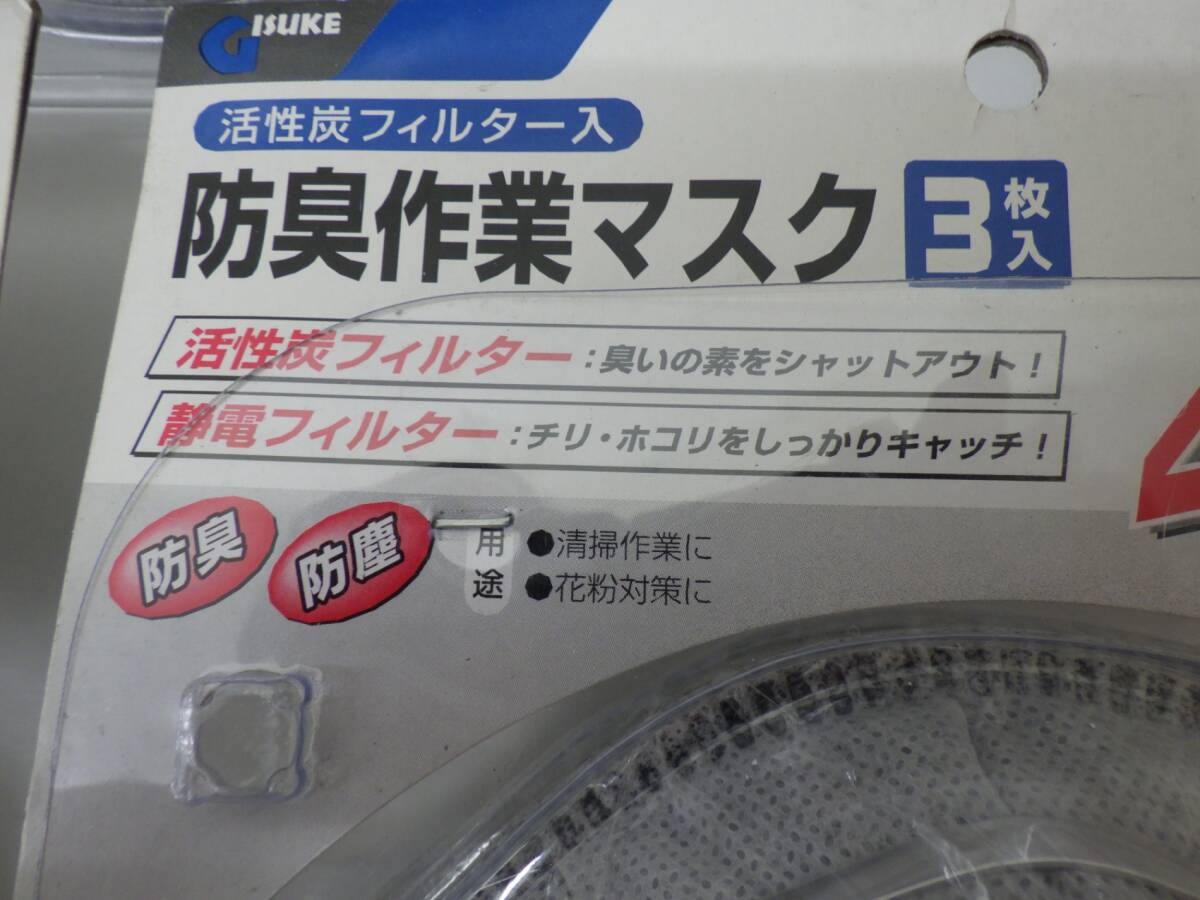 GISUKE
活性炭フィルター入
防臭作業マスク 3枚入
活性炭フィルター：臭いの素をシャットアウト！
静電フィルター：チリ・ホコリをしっかりキャッチ！
防臭 防塵
用途
●清掃作業に
●花粉対策に